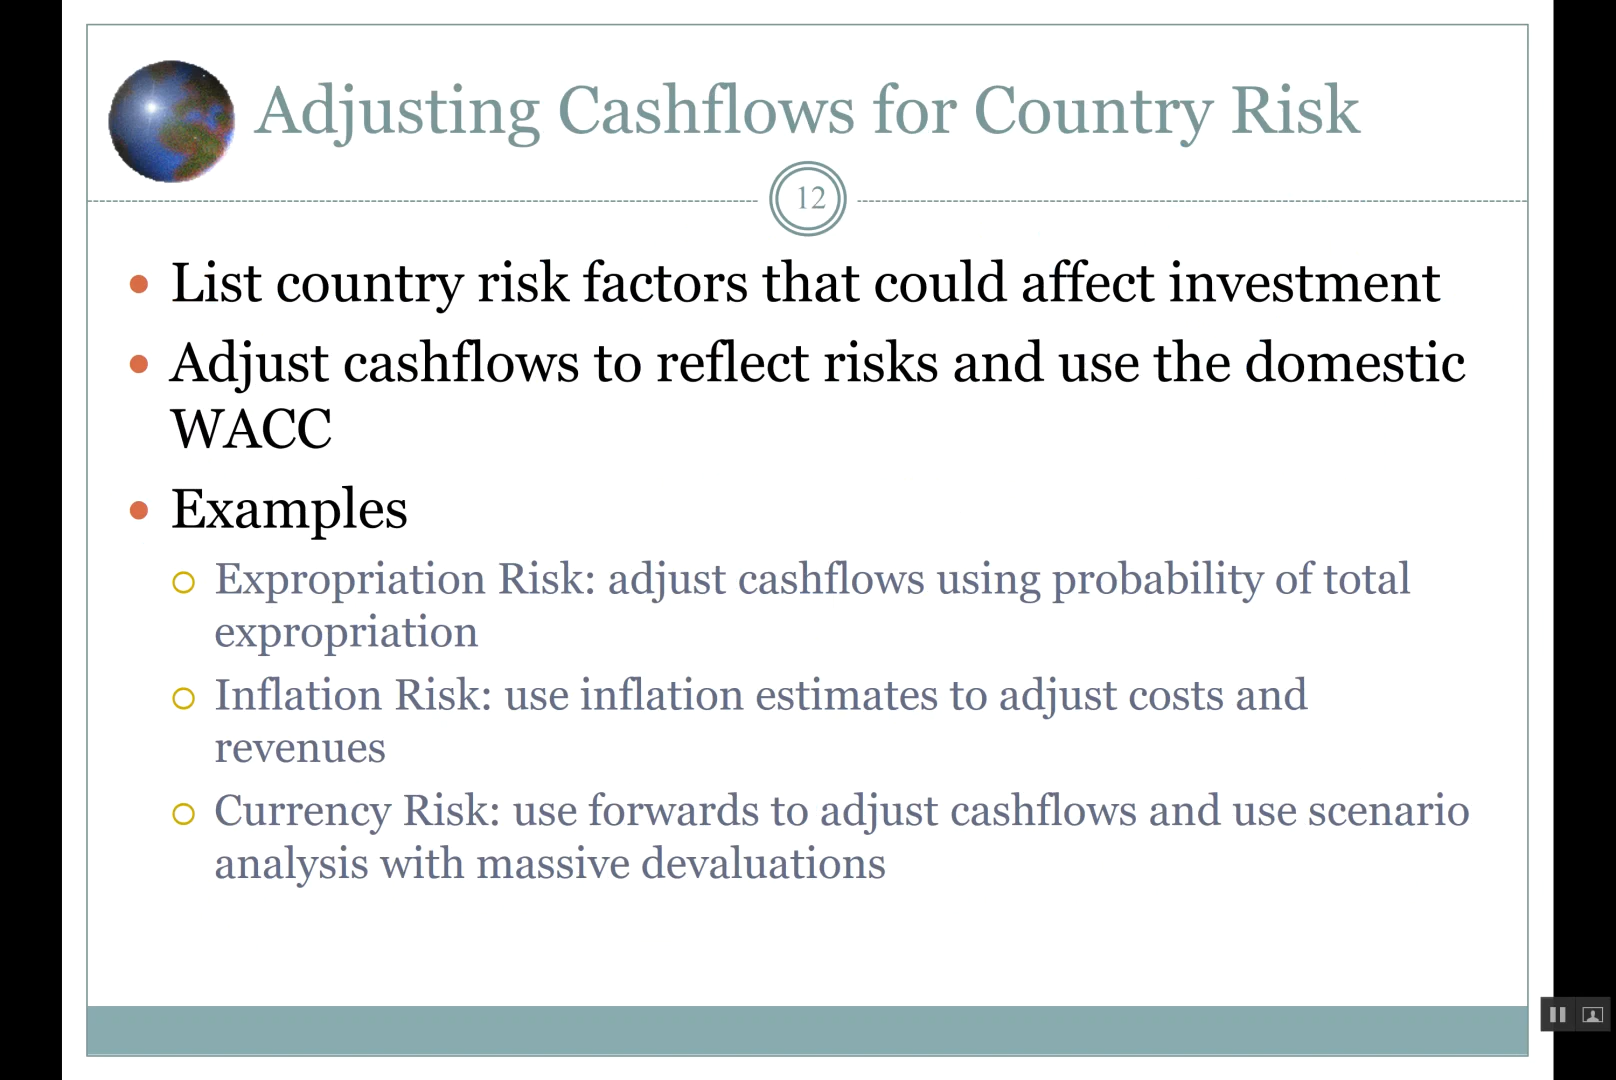 Adjusting Cashflows for Country Risk
12
List country risk factors that could affect investment
Adjust cashflows to reflect risks and use the domestic
WACC
Examples
Expropriation Risk: adjust cashflows using probability of total
expropriation
Inflation Risk: use inflation estimates to adjust costs and
revenues
Currency Risk: use forwards to adjust cashflows and use scenario
analysis with massive devaluations